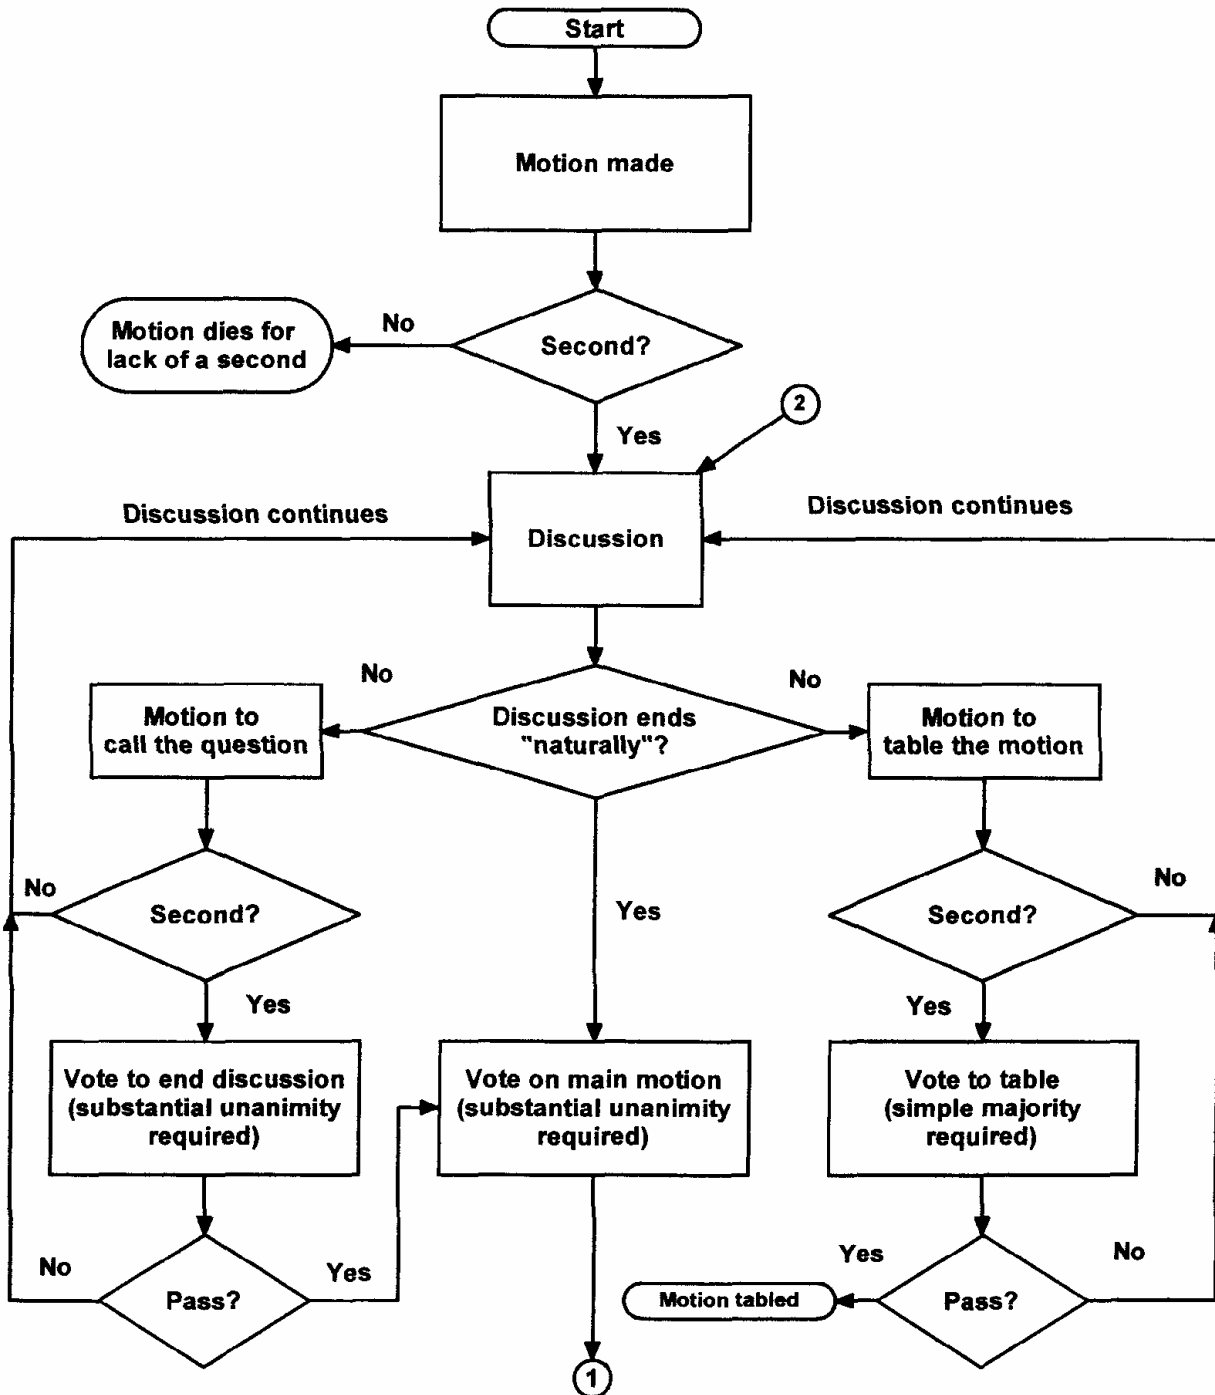 Start
Motion made
Motion dies for
lack of a second
No
Second?
2
Yes
Discussion continues
Discussion continues
Discussion
No
No
Motion to
call the question
Discussion ends
"naturally"?
Motion to
table the motion
No
Second?
Yes
Second?
No
Yes
Yes
Vote to end discussion
(substantial unanimity
required)
Vote on main motion
(substantial unanimity
required)
Vote to table
(simple majority
required)
No
Pass?
Yes
Motion tabled
Yes
Pass?
No
1